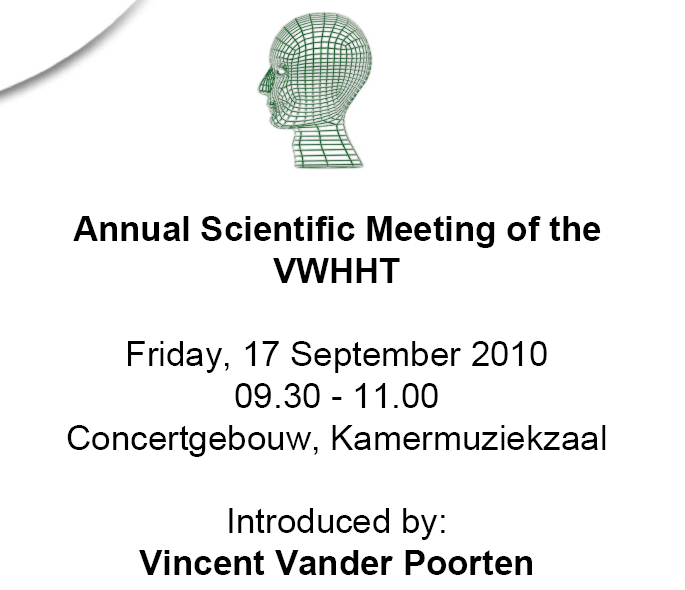 Annual Scientific Meeting of the
VWHHT
Friday, 17 September 2010
09.30 - 11.00
Concertgebouw, Kamermuziekzaal
Introduced by:
Vincent Vander Poorten